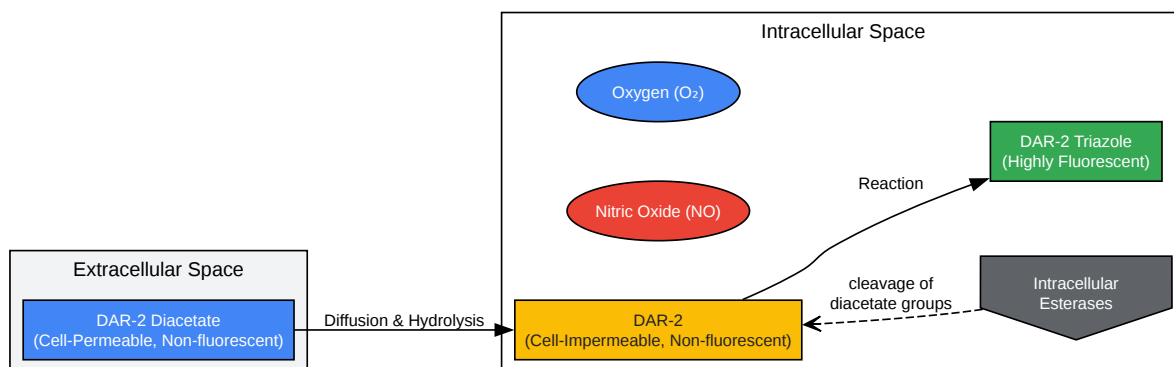 Intracellular Space
Oxygen (O₂)
DAR-2 Triazole
(Highly Fluorescent)
Reaction
Nitric Oxide (NO)
Extracellular Space
cleavage of
diacetate groups
Intracellular
Esterases
DAR-2 Diacetate
(Cell-Permeable, Non-fluorescent)
Diffusion & Hydrolysis
DAR-2
(Cell-Impermeable, Non-fluorescent)